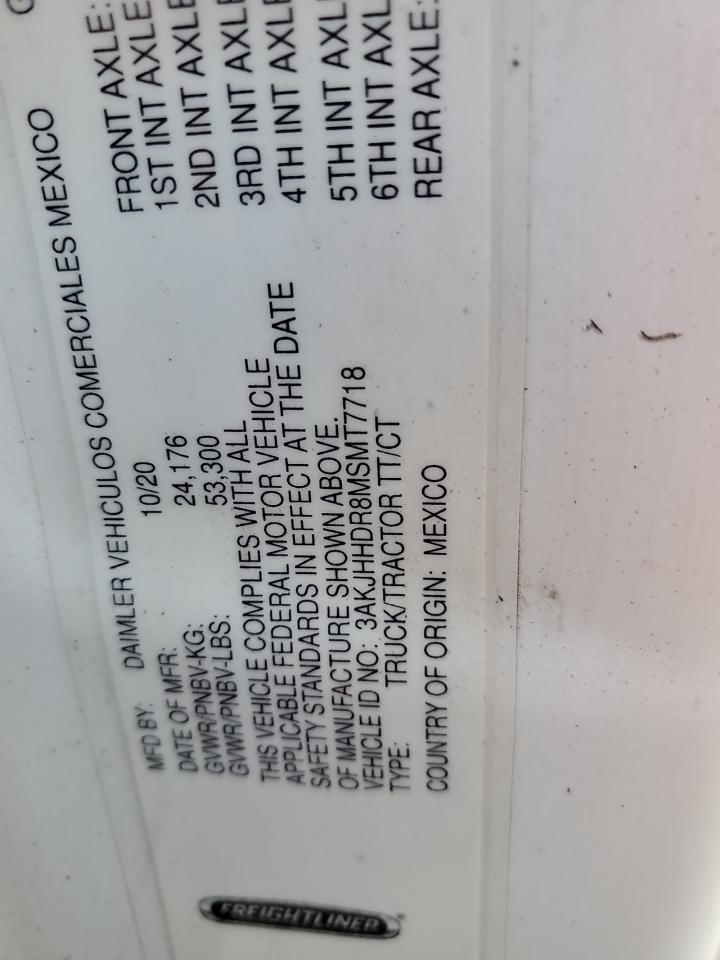 MFD BY: DAIMLER VEHICULOS COMERCIALES MEXICO
DATE OF MFR: 10/20
GVWR/PNBV-KG: 24,176
GVWR/PNBV-LBS: 53,300
THIS VEHICLE COMPLIES WITH ALL
APPLICABLE FEDERAL MOTOR VEHICLE
SAFETY STANDARDS IN EFFECT AT THE DATE
OF MANUFACTURE SHOWN ABOVE.
VEHICLE ID NO: 3AKJHHDR8MSMT7718
TYPE: TRUCK/TRACTOR TT/CT
COUNTRY OF ORIGIN: MEXICO
FRONT AXLE:
1ST INT AXLE
2ND INT AXLE
3RD INT AXLE
4TH INT AXLE
5TH INT AXLE
6TH INT AXLE
REAR AXLE:
FREIGHTLINER